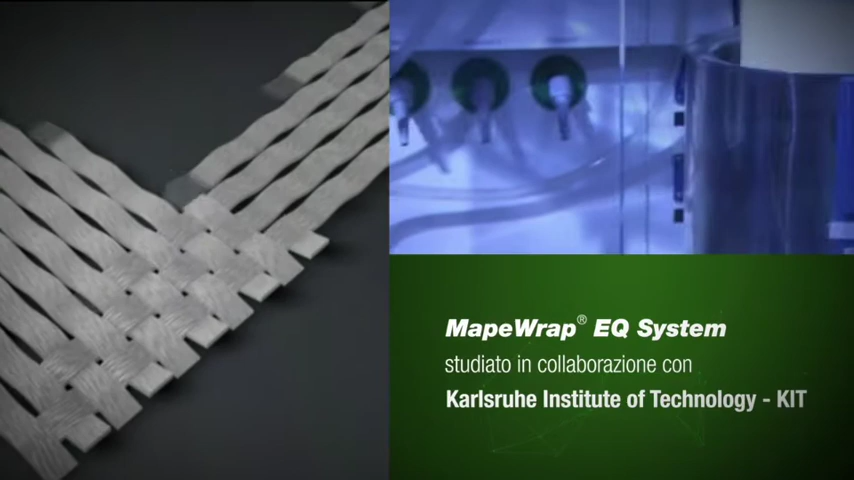 MapeWrap® EQ System
studiato in collaborazione con
Karlsruhe Institute of Technology - KIT